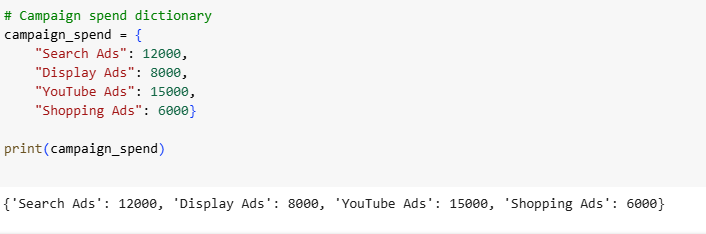 # Campaign spend dictionary
campaign_spend = {
    "Search Ads": 12000,
    "Display Ads": 8000,
    "YouTube Ads": 15000,
    "Shopping Ads": 6000}
print(campaign_spend)
{'Search Ads': 12000, 'Display Ads': 8000, 'YouTube Ads': 15000, 'Shopping Ads': 6000}